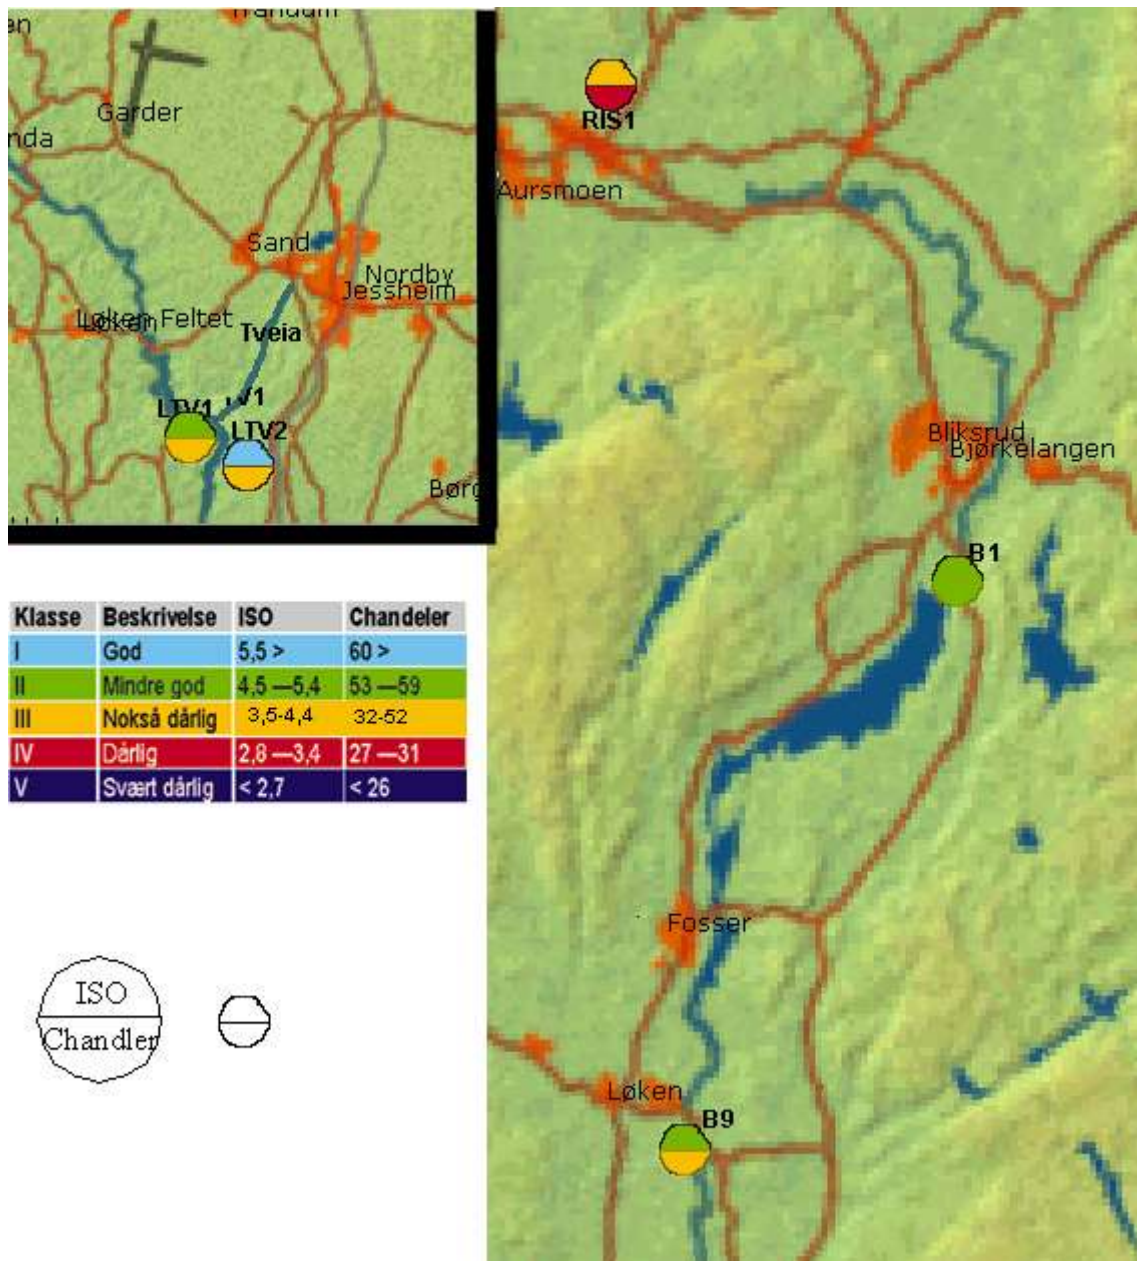 Garder
Sand
Nordby
Jessheim
Løken Feltet
Tveia
LTV1
LTV2
RIS1
Aursmoen
Bliksrud
Bjørkelangen
B1
Klasse Beskrivelse ISO Chandeler
I God 5,5 > 60 >
II Mindre god 4,5 —5,4 53 —59
III Nokså dårlig 3,5-4,4 32-52
IV Dårlig 2,8 —3,4 27 —31
V Svært dårlig < 2,7 < 26
Fosser
ISO
Chandler
Løken
B9